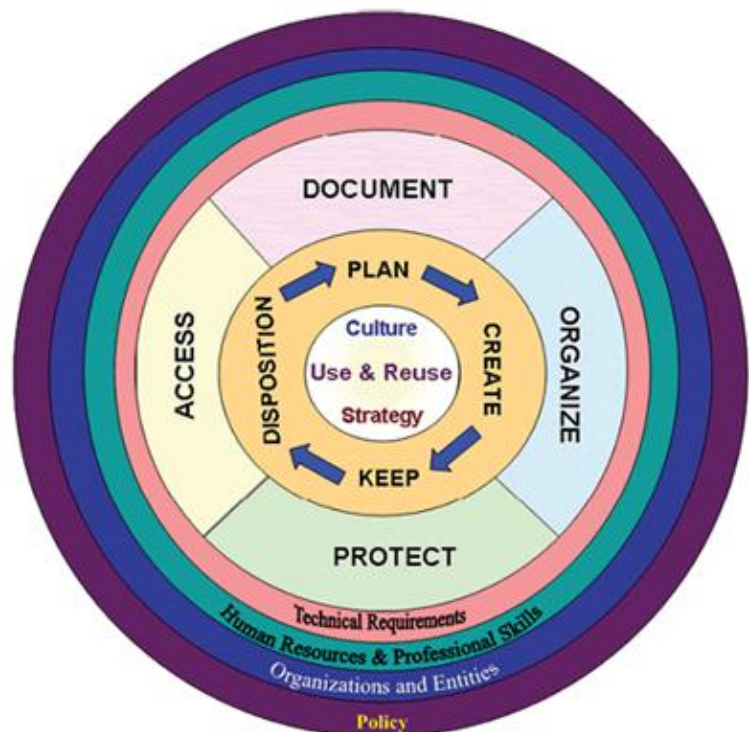 DOCUMENT
ACCESS
ORGANIZE
PROTECT
PLAN
CREATE
KEEP
DISPOSITION
Culture
Use & Reuse
Strategy
Technical Requirements
Human Resources & Professional Skills
Organizations and Entities
Policy